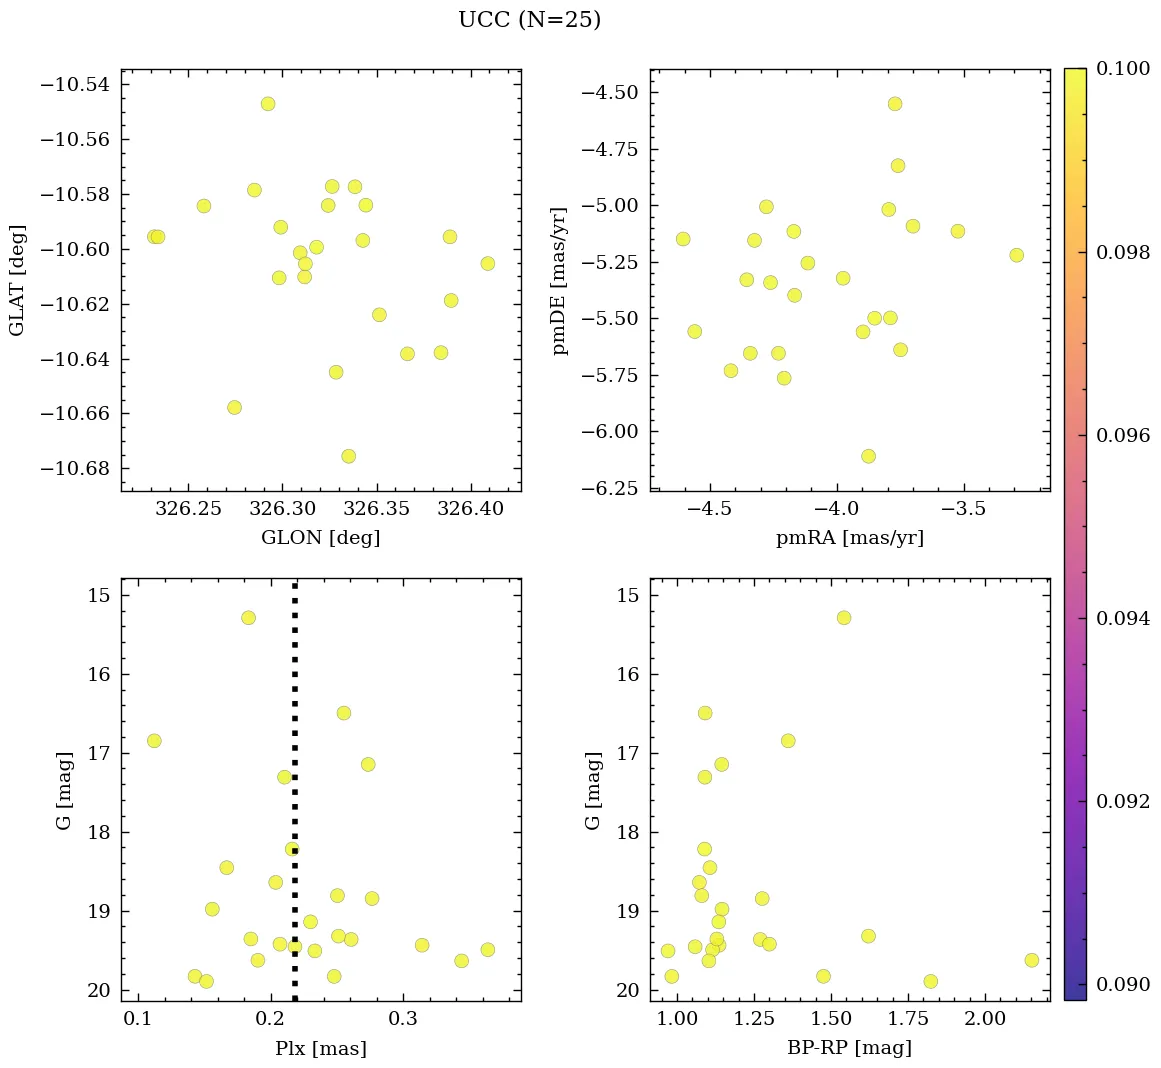 UCC (N=25)
−10.54
−10.56
−10.58
−10.60
−10.62
−10.64
−10.66
−10.68
GLAT [deg]
326.25 326.30 326.35 326.40
GLON [deg]
−4.50
−4.75
−5.00
−5.25
−5.50
−5.75
−6.00
−6.25
pmDE [mas/yr]
−4.5 −4.0 −3.5
pmRA [mas/yr]
15
16
17
18
19
20
G [mag]
0.1 0.2 0.3
Plx [mas]
15
16
17
18
19
20
G [mag]
1.00 1.25 1.50 1.75 2.00
BP-RP [mag]
0.100
0.098
0.096
0.094
0.092
0.090